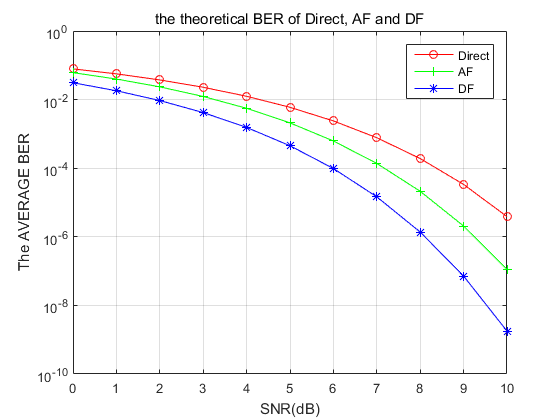 the theoretical BER of Direct, AF and DF
10^0
10^-2
10^-4
10^-6
10^-8
10^-10
The AVERAGE BER
Direct
AF
DF
0 1 2 3 4 5 6 7 8 9 10
SNR(dB)